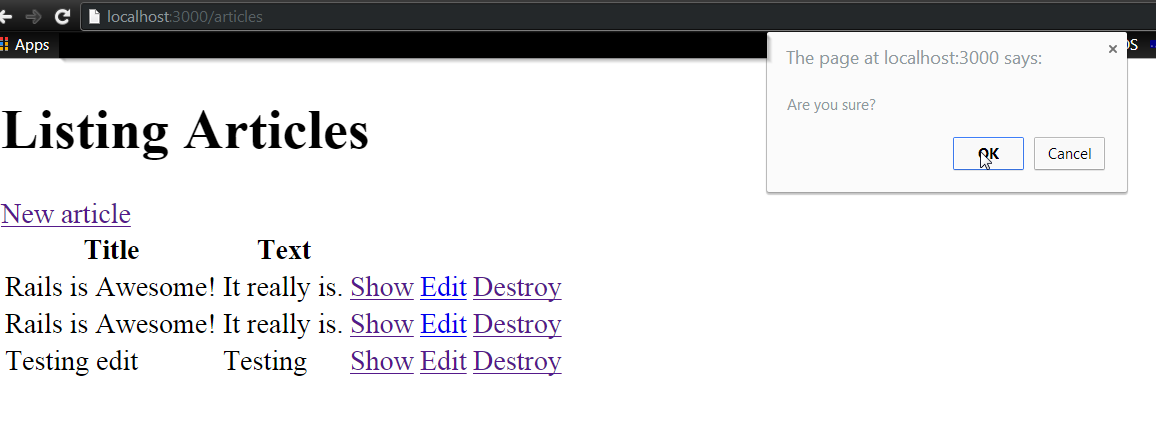 localhost:3000/articles
Apps
The page at localhost:3000 says:
Are you sure?
OK Cancel
Listing Articles
New article
Title Text
Rails is Awesome! It really is. Show Edit Destroy
Rails is Awesome! It really is. Show Edit Destroy
Testing edit Testing Show Edit Destroy